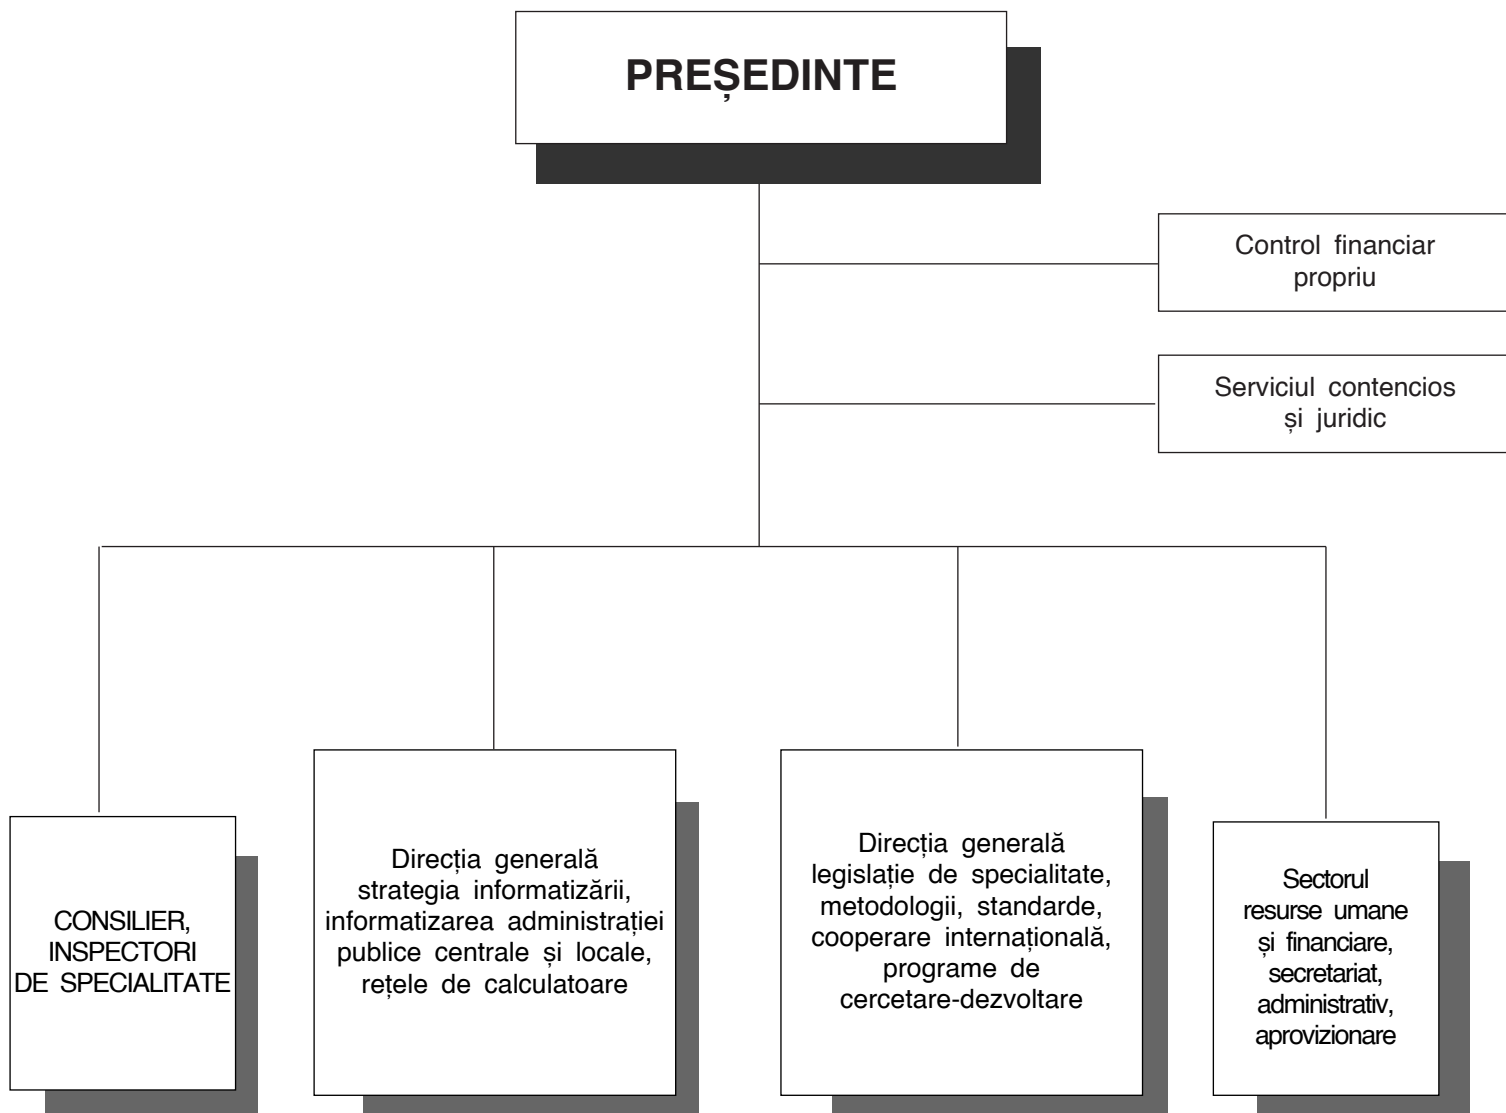 PREȘEDINTE
Control financiar
propriu
Serviciul contencios
și juridic
CONSILIER,
INSPECTORI
DE SPECIALITATE
Direcția generală
strategia informatizării,
informatizarea administrației
publice centrale și locale,
rețele de calculatoare
Direcția generală
legislație de specialitate,
metodologii, standarde,
cooperare internațională,
programe de
cercetare-dezvoltare
Sectorul
resurse umane
și financiare,
secretariat,
administrativ,
aprovizionare